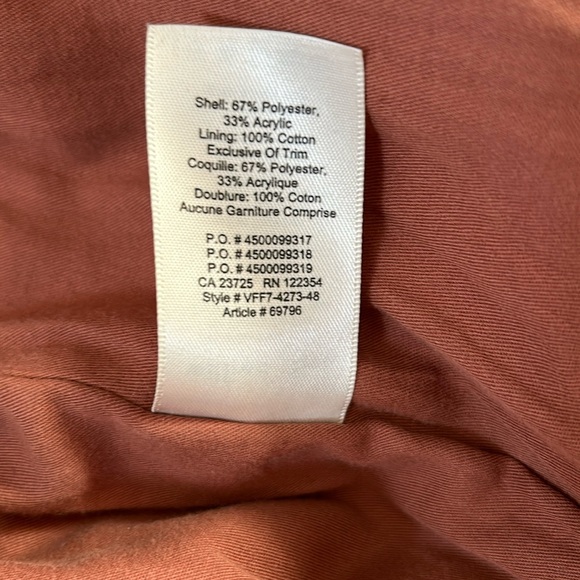 Shell: 67% Polyester,
33% Acrylic
Lining: 100% Cotton
Exclusive Of Trim
Coquille: 67% Polyester,
33% Acrylique
Doublure: 100% Coton
Aucune Garniture Comprise
P.O. # 4500099317
P.O. # 4500099318
P.O. # 4500099319
CA 23725 RN 122354
Style # VFF7-4273-48
Article # 69796